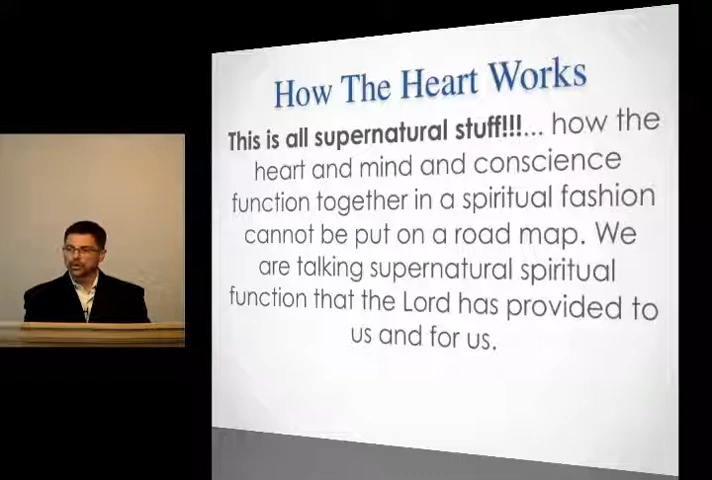 How The Heart Works
This is all supernatural stuff!!!... how the
heart and mind and conscience
function together in a spiritual fashion
cannot be put on a road map. We
are talking supernatural spiritual
function that the Lord has provided to
us and for us.